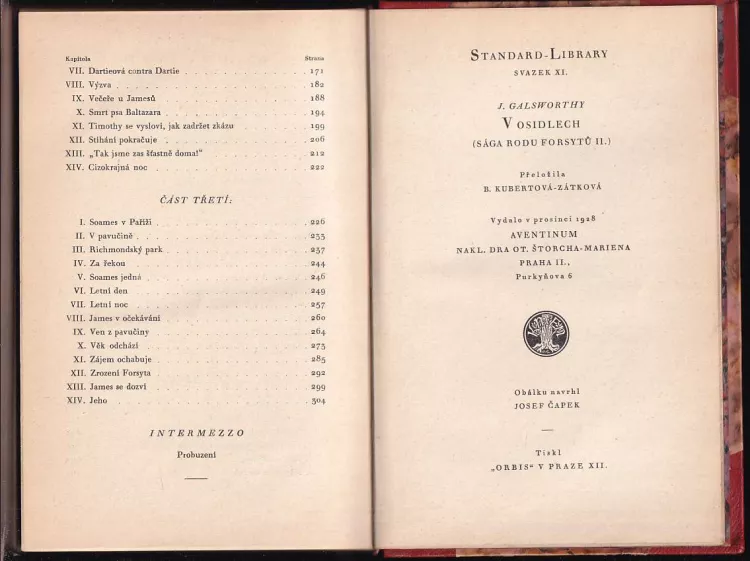 Kapitola Strana
VII. Dartieová contra Dartie 171
VIII. Výzva 182
IX. Večeře u Jamesů 188
X. Smrt psa Baltazara 194
XI. Timothy se vysloví, jak zadržet zkázu 199
XII. Stíhání pokračuje 206
XIII. „Tak jsme zas šťastně doma!“ 212
XIV. Cizokrajná noc 222
ČÁST TŘETÍ:
I. Soames v Paříži 226
II. V pavučině 235
III. Richmondský park 237
IV. Za řekou 244
V. Soames jedná 246
VI. Letní den 249
VII. Letní noc 257
VIII. James v očekávání 260
IX. Ven z pavučiny 264
X. Věk odchází 273
XI. Zájem ochabuje 285
XII. Zrození Forsyta 292
XIII. James se dozví 299
XIV. Jeho 304
INTERMEZZO
Probuzení
STANDARD-LIBRARY
SVAZEK XI.
J. GALSWORTHY
V OSIDLECH
(SÁGA RODU FORSYTŮ II.)
Přeložila
B. KUBERTOVÁ-ZÁTKOVÁ
Vydalo v prosinci 1928
AVENTINUM
NAKL. DRA OT. ŠTORCHA-MARIENA
PRAHA II.,
Purkyňova 6
Obálku navrhl
JOSEF ČAPEK
Tiskl
„ORBIS“ V PRAZE XII.